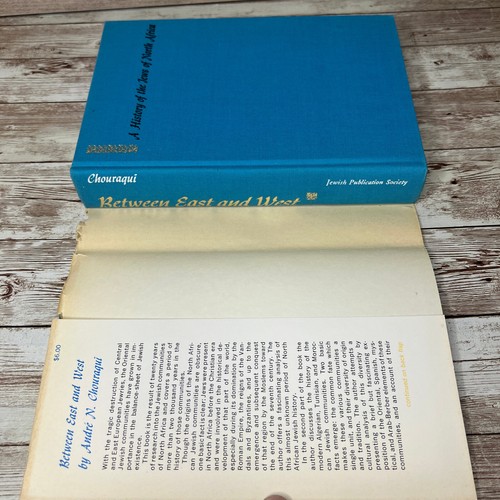 A History of the Jews of North Africa
Chouraqui
Jewish Publication Society
Between East and West
$6.00
Between East and West
by André N. Chouraqui
With the tragic destruction of Central
and East European Jewries, the Oriental
Jewish communities have grown in im-
portance in the balance-sheet of Jewish
existence.
This book is the result of twenty years
of research into the Jewish communities
of North Africa and covers a period of
more than two thousand years in the
history of those communities.
Though the origins of the North Afri-
can Jewish communities are obscure,
one basic fact is clear: Jews were present
in North Africa before the Christian era
and were involved in the historical de-
velopment of that part of the world,
especially during its domination by the
Roman Empire, the reigns of the Van-
dals and Byzantines, and up to the
emergence and subsequent conquest
of that region by the Moslems toward
the end of the seventh century. The
author offers a fascinating analysis of
this almost unknown period of North
African Jewish history.
In the second part of the book the
author discusses the history of the
modern Algerian, Tunisian, and Moroc-
can Jewish communities. Two basic
facts emerge: the common fate which
makes these various communities a
single unit, and their diversity of origin
and tradition. The author attempts a
cultural analysis of this diversity by
presenting a brief but fascinating ex-
position of the Oriental, Spanish, mys-
tical, and Arab-Berber elements of these
communities, and an account of their